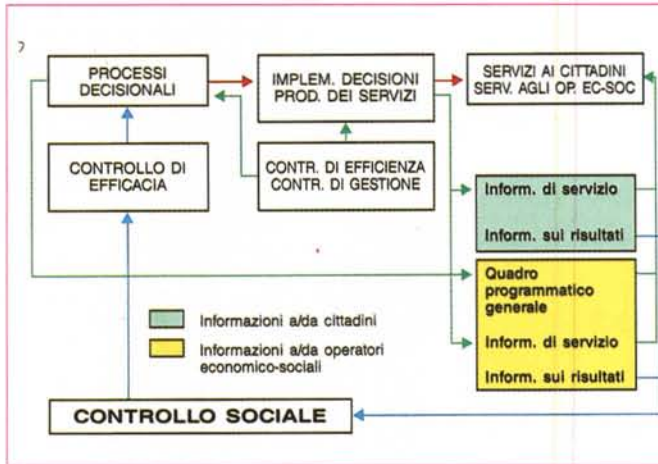 PROCESSI
DECISIONALI
IMPLEM. DECISIONI
PROD. DEI SERVIZI
SERVIZI AI CITTADINI
SERV. AGLI OP. EC-SOC
CONTROLLO DI
EFFICACIA
CONTR. DI EFFICIENZA
CONTR. DI GESTIONE
Inform. di servizio
Inform. sui risultati
Quadro
programmatico
generale
Inform. di servizio
Inform. sui risultati
Informazioni a/da cittadini
Informazioni a/da operatori
economico-sociali
CONTROLLO SOCIALE